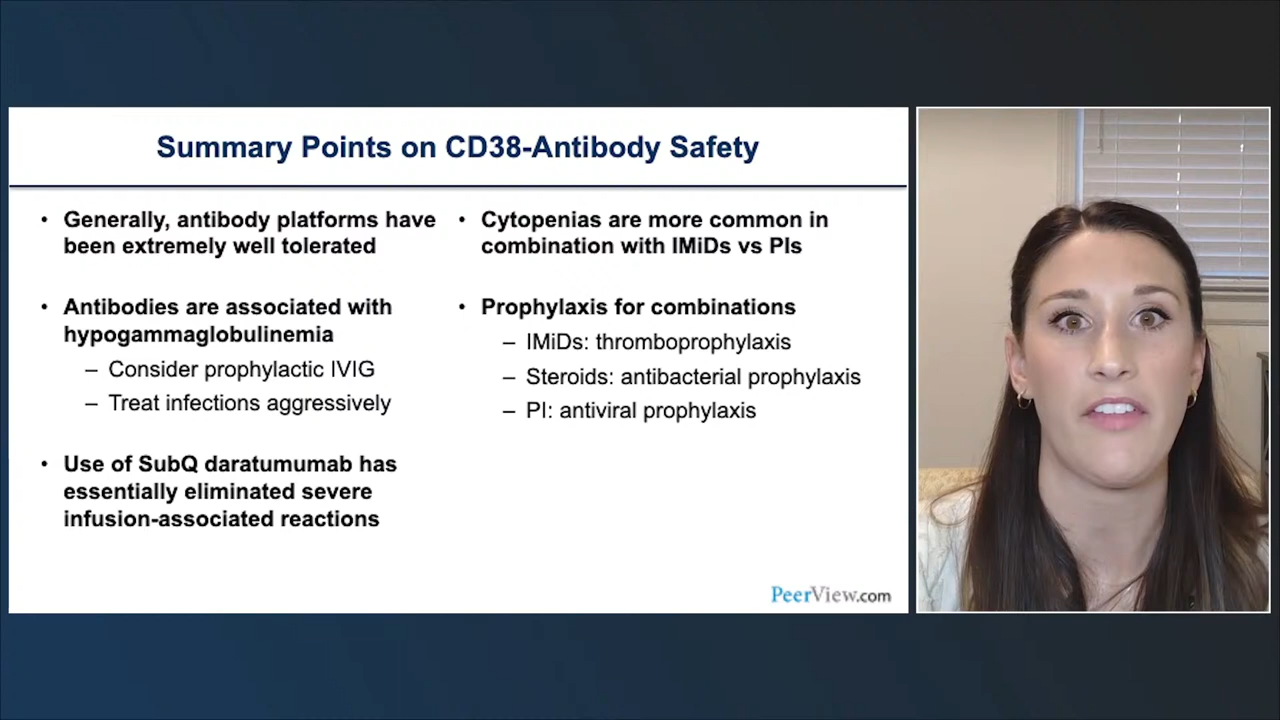 Summary Points on CD38-Antibody Safety
• Generally, antibody platforms have
been extremely well tolerated
• Antibodies are associated with
hypogammaglobulinemia
– Consider prophylactic IVIG
– Treat infections aggressively
• Use of SubQ daratumumab has
essentially eliminated severe
infusion-associated reactions
• Cytopenias are more common in
combination with IMiDs vs PIs
• Prophylaxis for combinations
– IMiDs: thromboprophylaxis
– Steroids: antibacterial prophylaxis
– PI: antiviral prophylaxis
PeerView.com